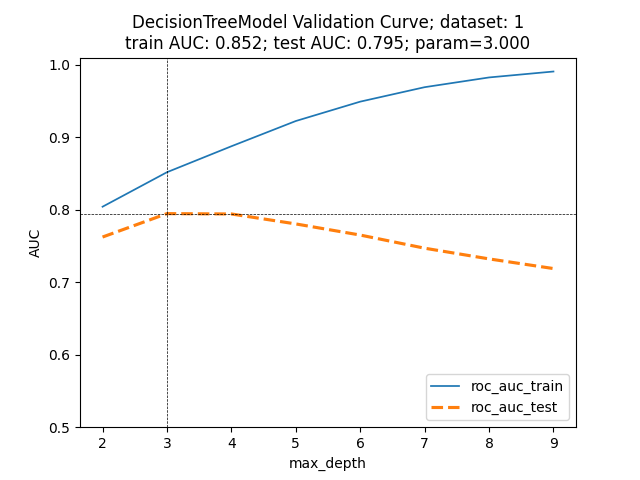 DecisionTreeModel Validation Curve; dataset: 1
train AUC: 0.852; test AUC: 0.795; param=3.000
1.0
0.9
0.8
0.7
0.6
0.5
AUC
2 3 4 5 6 7 8 9
max_depth
roc_auc_train
roc_auc_test